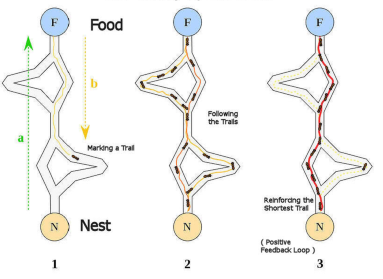 F
Food
F
F
a
b
Marking a Trail
Following
the Trails
N
Nest
N
Reinforcing the
Shortest Trail
( Positive
Feedback Loop )
N
1
2
3